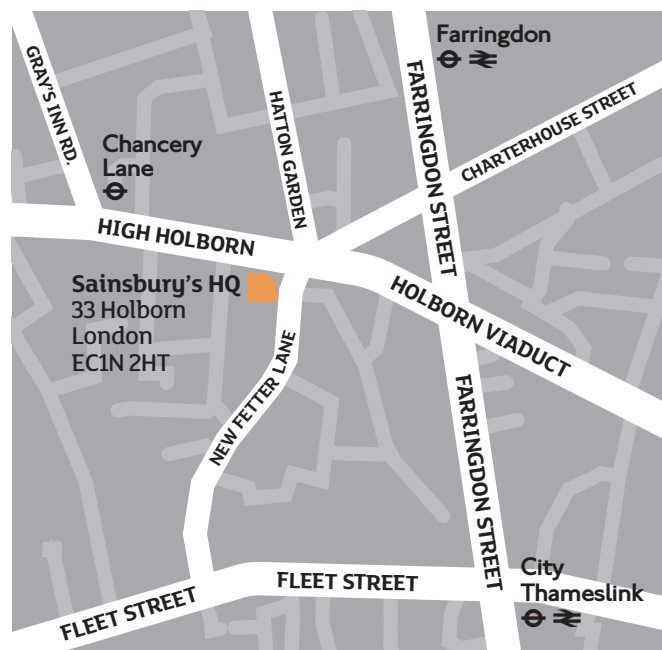 Farringdon
GRAY'S INN RD.
HATTON GARDEN
FARRINGDON STREET
CHARTERHOUSE STREET
Chancery
Lane
HIGH HOLBORN
Sainsbury’s HQ
33 Holborn
London
EC1N 2HT
HOLBORN VIADUCT
NEW FETTER LANE
FARRINGDON STREET
City
Thameslink
FLEET STREET
FLEET STREET